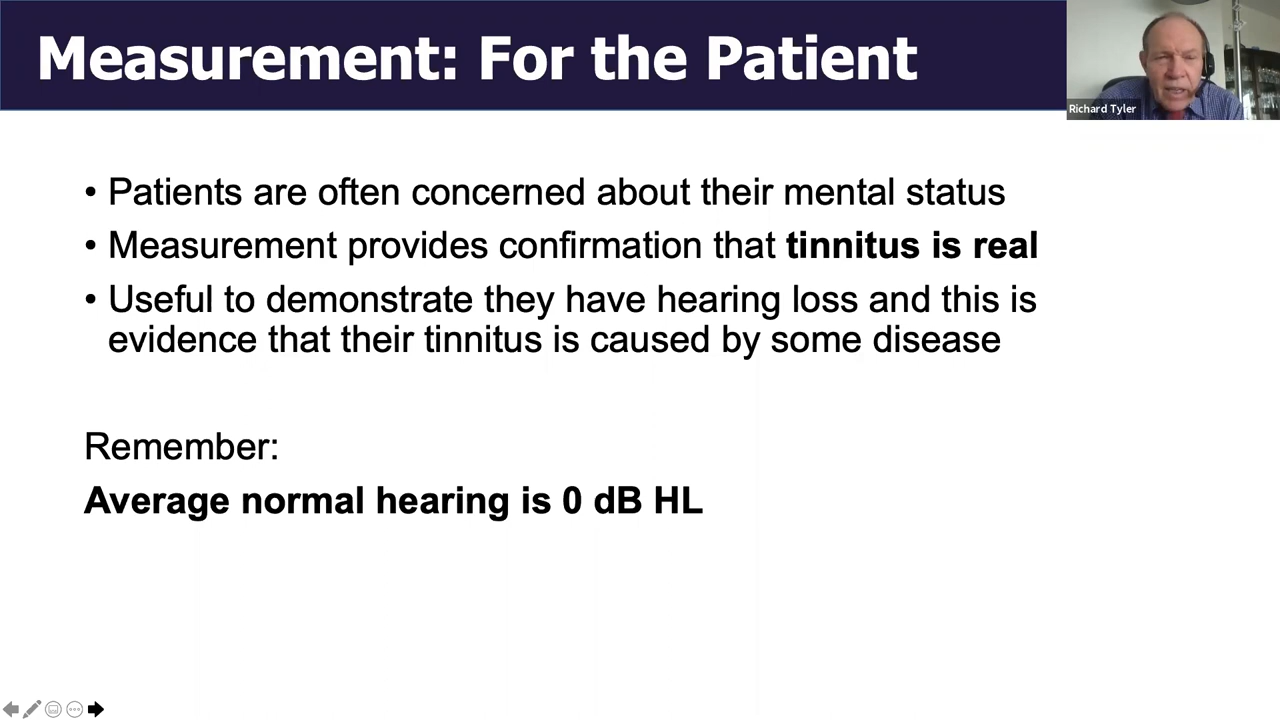 Measurement: For the Patient
Richard Tyler
• Patients are often concerned about their mental status
• Measurement provides confirmation that tinnitus is real
• Useful to demonstrate they have hearing loss and this is
evidence that their tinnitus is caused by some disease
Remember:
Average normal hearing is 0 dB HL